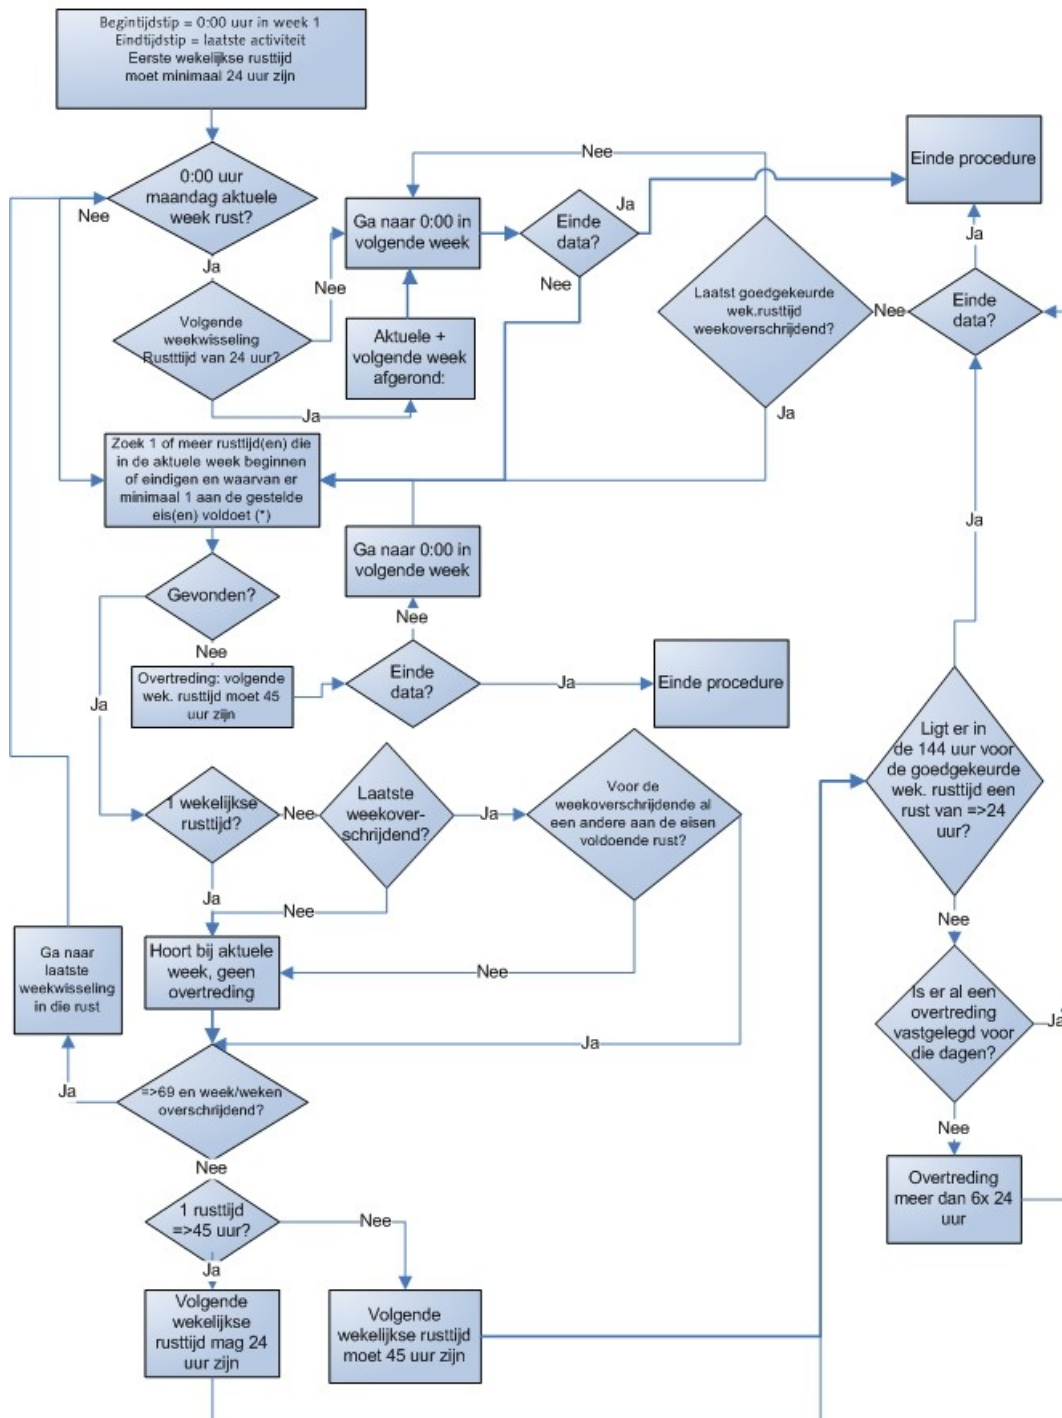 Begintijdstip = 0:00 uur in week 1
Eindtijdstip = laatste activiteit
Eerste wekelijkse rusttijd
moet minimaal 24 uur zijn
0:00 uur
maandag aktuele
week rust?
Nee
Ja
Volgende
weekwisseling
Rustttijd van 24 uur?
Nee
Ja
Ga naar 0:00 in
volgende week
Aktuele +
volgende week
afgerond:
Einde
data?
Ja
Nee
Nee
Laatst goedgekeurde
wek.rusttijd
weekoverschrijdend?
Nee
Ja
Einde procedure
Ja
Einde
data?
Ja
Zoek 1 of meer rusttijd(en) die
in de aktuele week beginnen
of eindigen en waarvan er
minimaal 1 aan de gestelde
eis(en) voldoet (*)
Gevonden?
Nee
Ja
Overtreding: volgende
wek. rusttijd moet 45
uur zijn
Ga naar 0:00 in
volgende week
Nee
Einde
data?
Ja
Einde procedure
1 wekelijkse
rusttijd?
Nee
Ja
Laatste
weekover-
schrijdend?
Ja
Nee
Voor de
weekoverschrijdende al
een andere aan de eisen
voldoende rust?
Nee
Ja
Hoort bij aktuele
week, geen
overtreding
Ga naar
laatste
weekwisseling
in die rust
Ja
=>69 en week/weken
overschrijdend?
Nee
1 rusttijd
=>45 uur?
Nee
Ja
Volgende
wekelijkse
rusttijd mag 24
uur zijn
Volgende
wekelijkse rusttijd
moet 45 uur zijn
Ligt er in
de 144 uur voor
de goedgekeurde
wek. rusttijd een
rust van =>24
uur?
Nee
Is er al een
overtreding
vastgelegd voor
die dagen?
Ja
Nee
Overtreding
meer dan 6x 24
uur